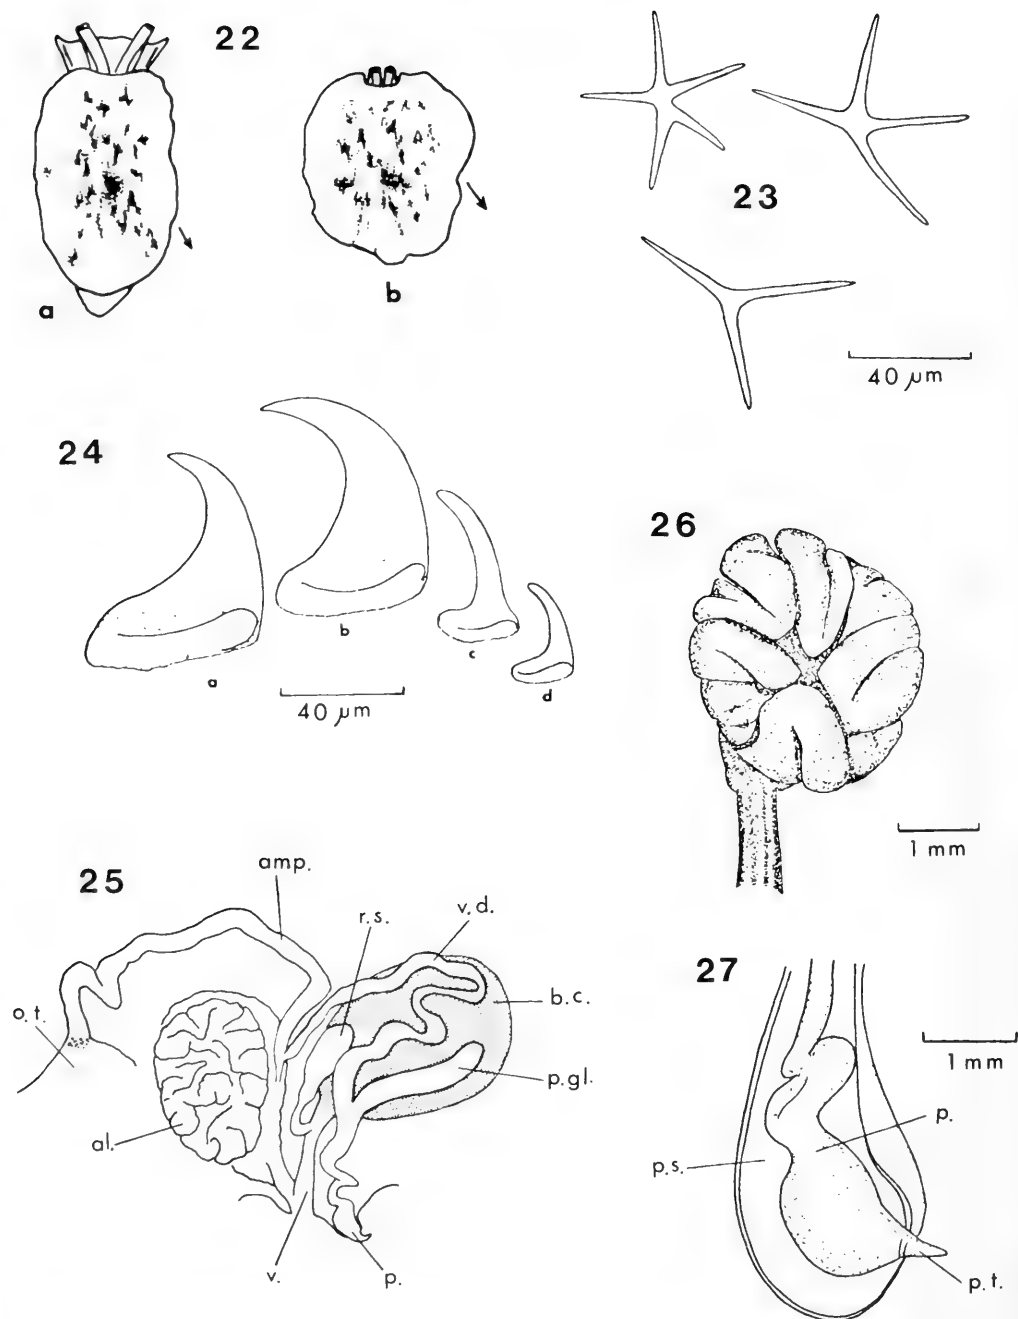 22
a
b
23
40 μm
24
a
b
c
d
40 μm
26
1 mm
25
amp.
r.s.
v.d.
b.c.
o.t.
p.gl.
al.
v.
p.
27
1 mm
p.
p.s.
p.t.